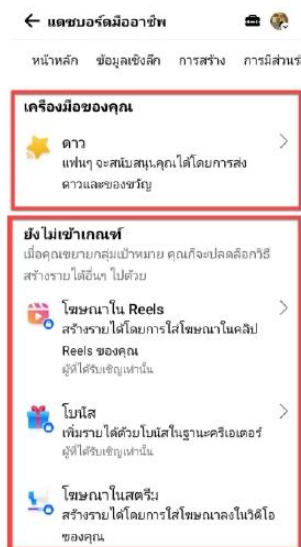 แดชบอร์ดมืออาชีพ
หน้าหลัก ข้อมูลเชิงลึก การสร้าง การมีส่วนร
เครื่องมือของคุณ
ดาว
แฟนๆ จะสนับสนุนคุณได้โดยการส่ง
ดาวและของขวัญ
ยังไม่เข้าเกณฑ์
เมื่อคุณขยายกลุ่มเป้าหมาย คุณก็จะปลดล็อกวิธี
สร้างรายได้อื่นๆ ไปด้วย
โฆษณาใน Reels
สร้างรายได้โดยการใส่โฆษณาในคลิป
Reels ของคุณ
ผู้ที่ได้รับเชิญเท่านั้น
โบนัส
เพิ่มรายได้ด้วยโบนัสในฐานะครีเอเตอร์
ผู้ที่ได้รับเชิญเท่านั้น
โฆษณาในสตรีม
สร้างรายได้โดยการใส่โฆษณาลงในวิดีโอ
ของคุณ